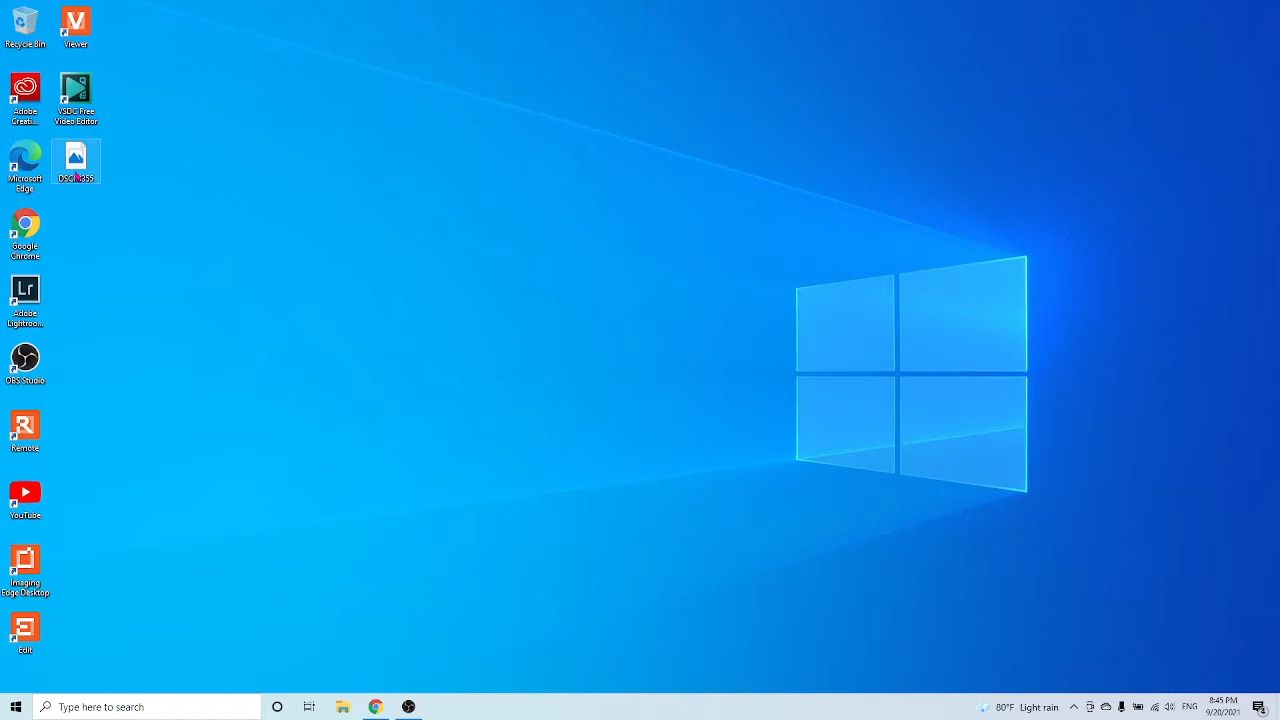 Recycle Bin
Viewer
Adobe
Creati...
VSDC Free
Video Editor
Microsoft
Edge
Google
Chrome
Lr
Adobe
Lightroo...
OBS Studio
Remote
YouTube
Imaging
Edge Desktop
Edit
Type here to search
80°F Light rain
ENG
8:45 PM
9/20/2021